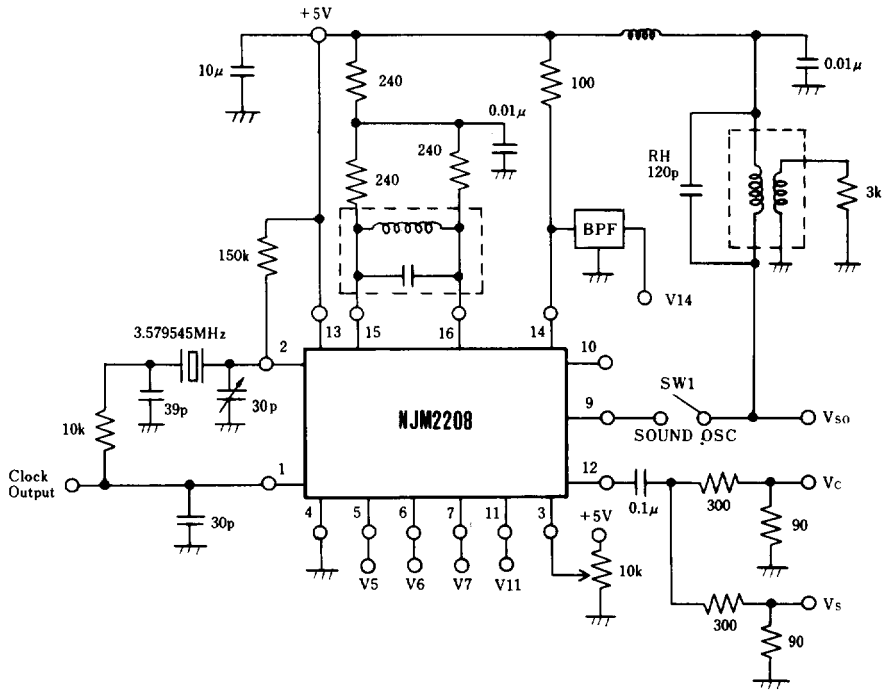 +5V
10μ
240
100
0.01μ
0.01μ
240
240
RH
120p
3k
150k
BPF
V14
3.579545MHz
2
13
15
16
14
10
39p
30p
NJM2208
9
SW1
SOUND OSC
Vso
10k
Clock
Output
1
12
0.1μ
300
Vc
90
30p
4
5
6
7
11
3
+5V
V5
V6
V7
V11
10k
300
Vs
90